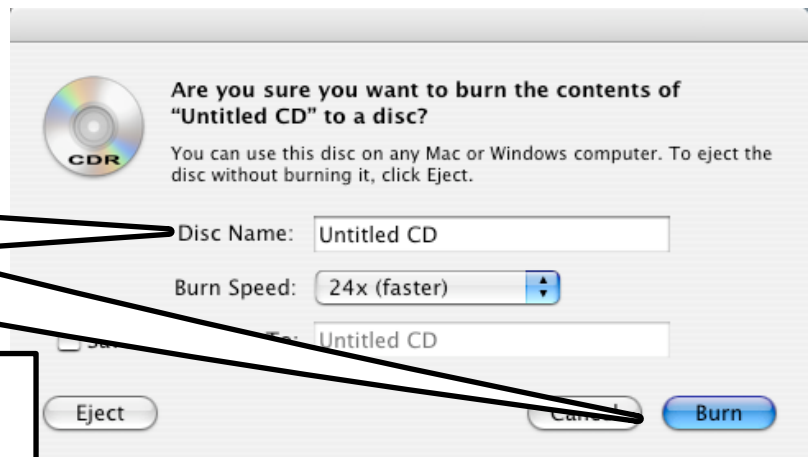 Are you sure you want to burn the contents of
“Untitled CD” to a disc?
CDR
You can use this disc on any Mac or Windows computer. To eject the
disc without burning it, click Eject.
Disc Name: Untitled CD
Burn Speed: 24x (faster)
To: Untitled CD
Eject
Burn